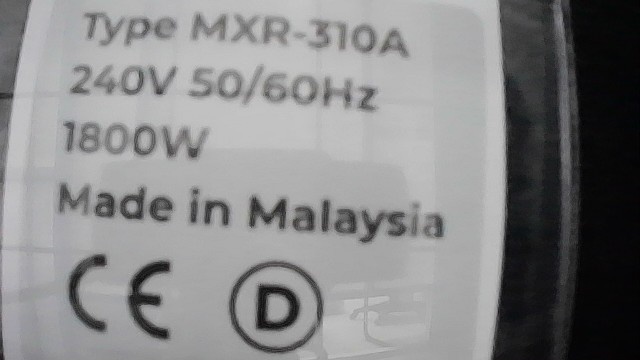 Type MXR-310A
240V 50/60Hz
1800W
Made in Malaysia
CE D